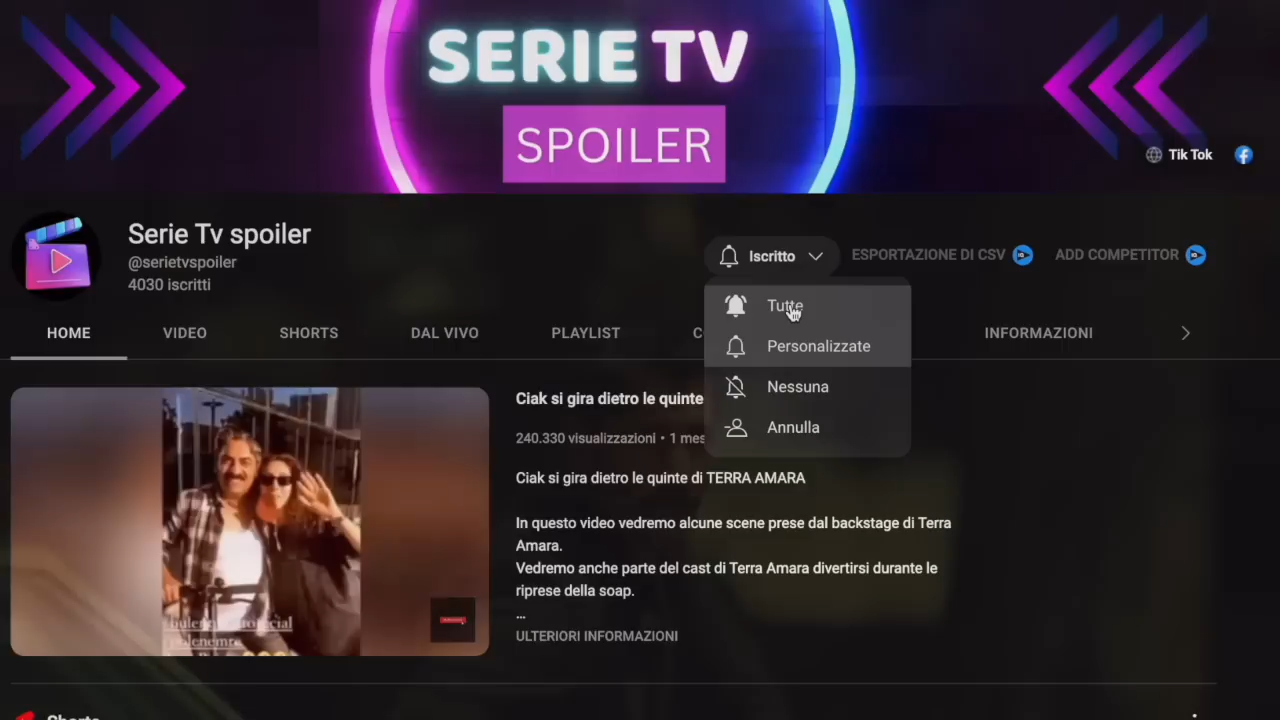 SERIE TV
SPOILER
Tik Tok
Serie Tv spoiler
@serietvspoiler
4030 iscritti
Iscritto
ESPORTAZIONE DI CSV
ADD COMPETITOR
Tutte
Personalizzate
Nessuna
Annulla
HOME
VIDEO
SHORTS
DAL VIVO
PLAYLIST
INFORMAZIONI
Ciak si gira dietro le quinte
240.330 visualizzazioni • 1 mes
Ciak si gira dietro le quinte di TERRA AMARA
In questo video vedremo alcune scene prese dal backstage di Terra
Amara.
Vedremo anche parte del cast di Terra Amara divertirsi durante le
riprese della soap.
...
ULTERIORI INFORMAZIONI
Shorts